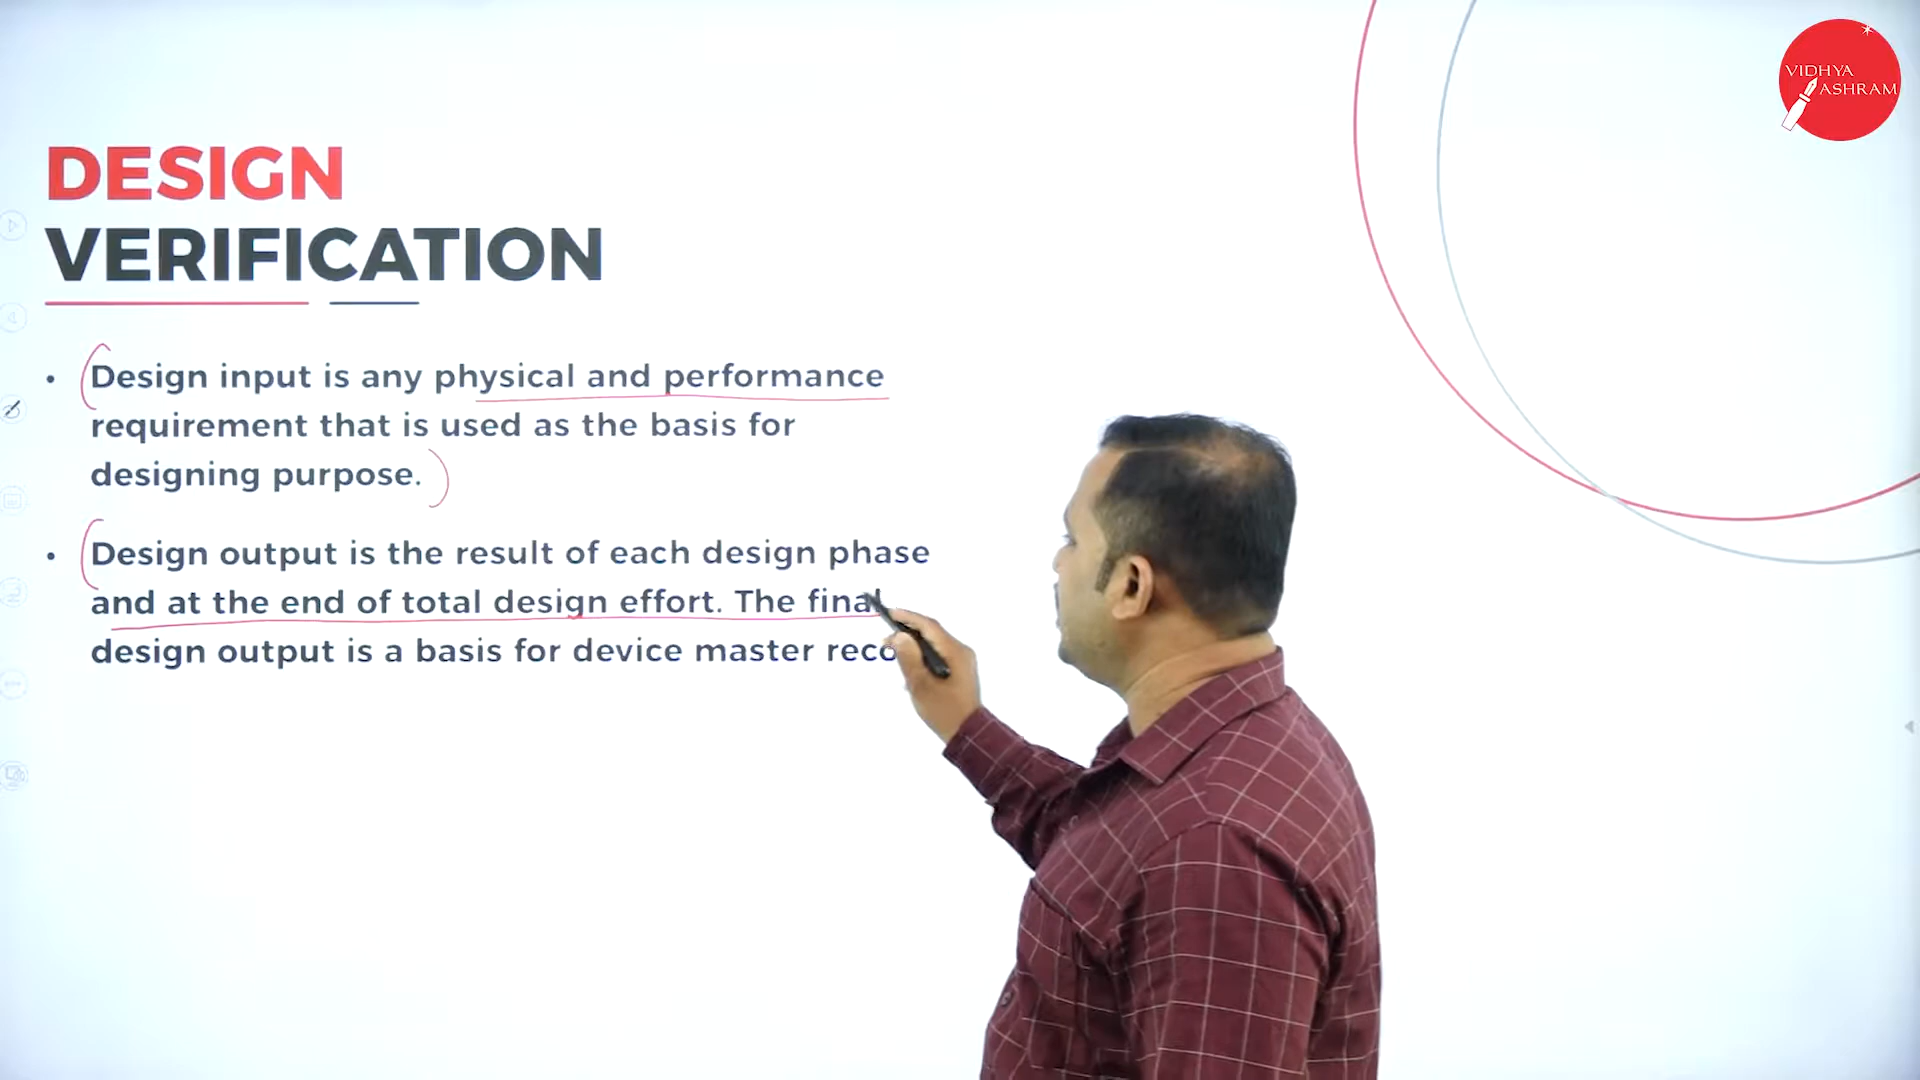 VIDHYA
ASHRAM
DESIGN
VERIFICATION
• Design input is any physical and performance
requirement that is used as the basis for
designing purpose.
• Design output is the result of each design phase
and at the end of total design effort. The final
design output is a basis for device master